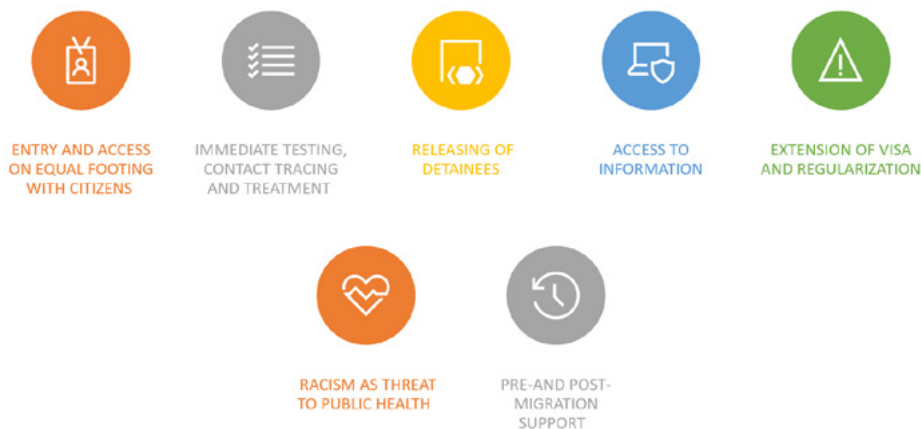 ENTRY AND ACCESS
ON EQUAL FOOTING
WITH CITIZENS
IMMEDIATE TESTING,
CONTACT TRACING
AND TREATMENT
RELEASING OF
DETAINEES
ACCESS TO
INFORMATION
EXTENSION OF VISA
AND REGULARIZATION
RACISM AS THREAT
TO PUBLIC HEALTH
PRE-AND POST-
MIGRATION
SUPPORT